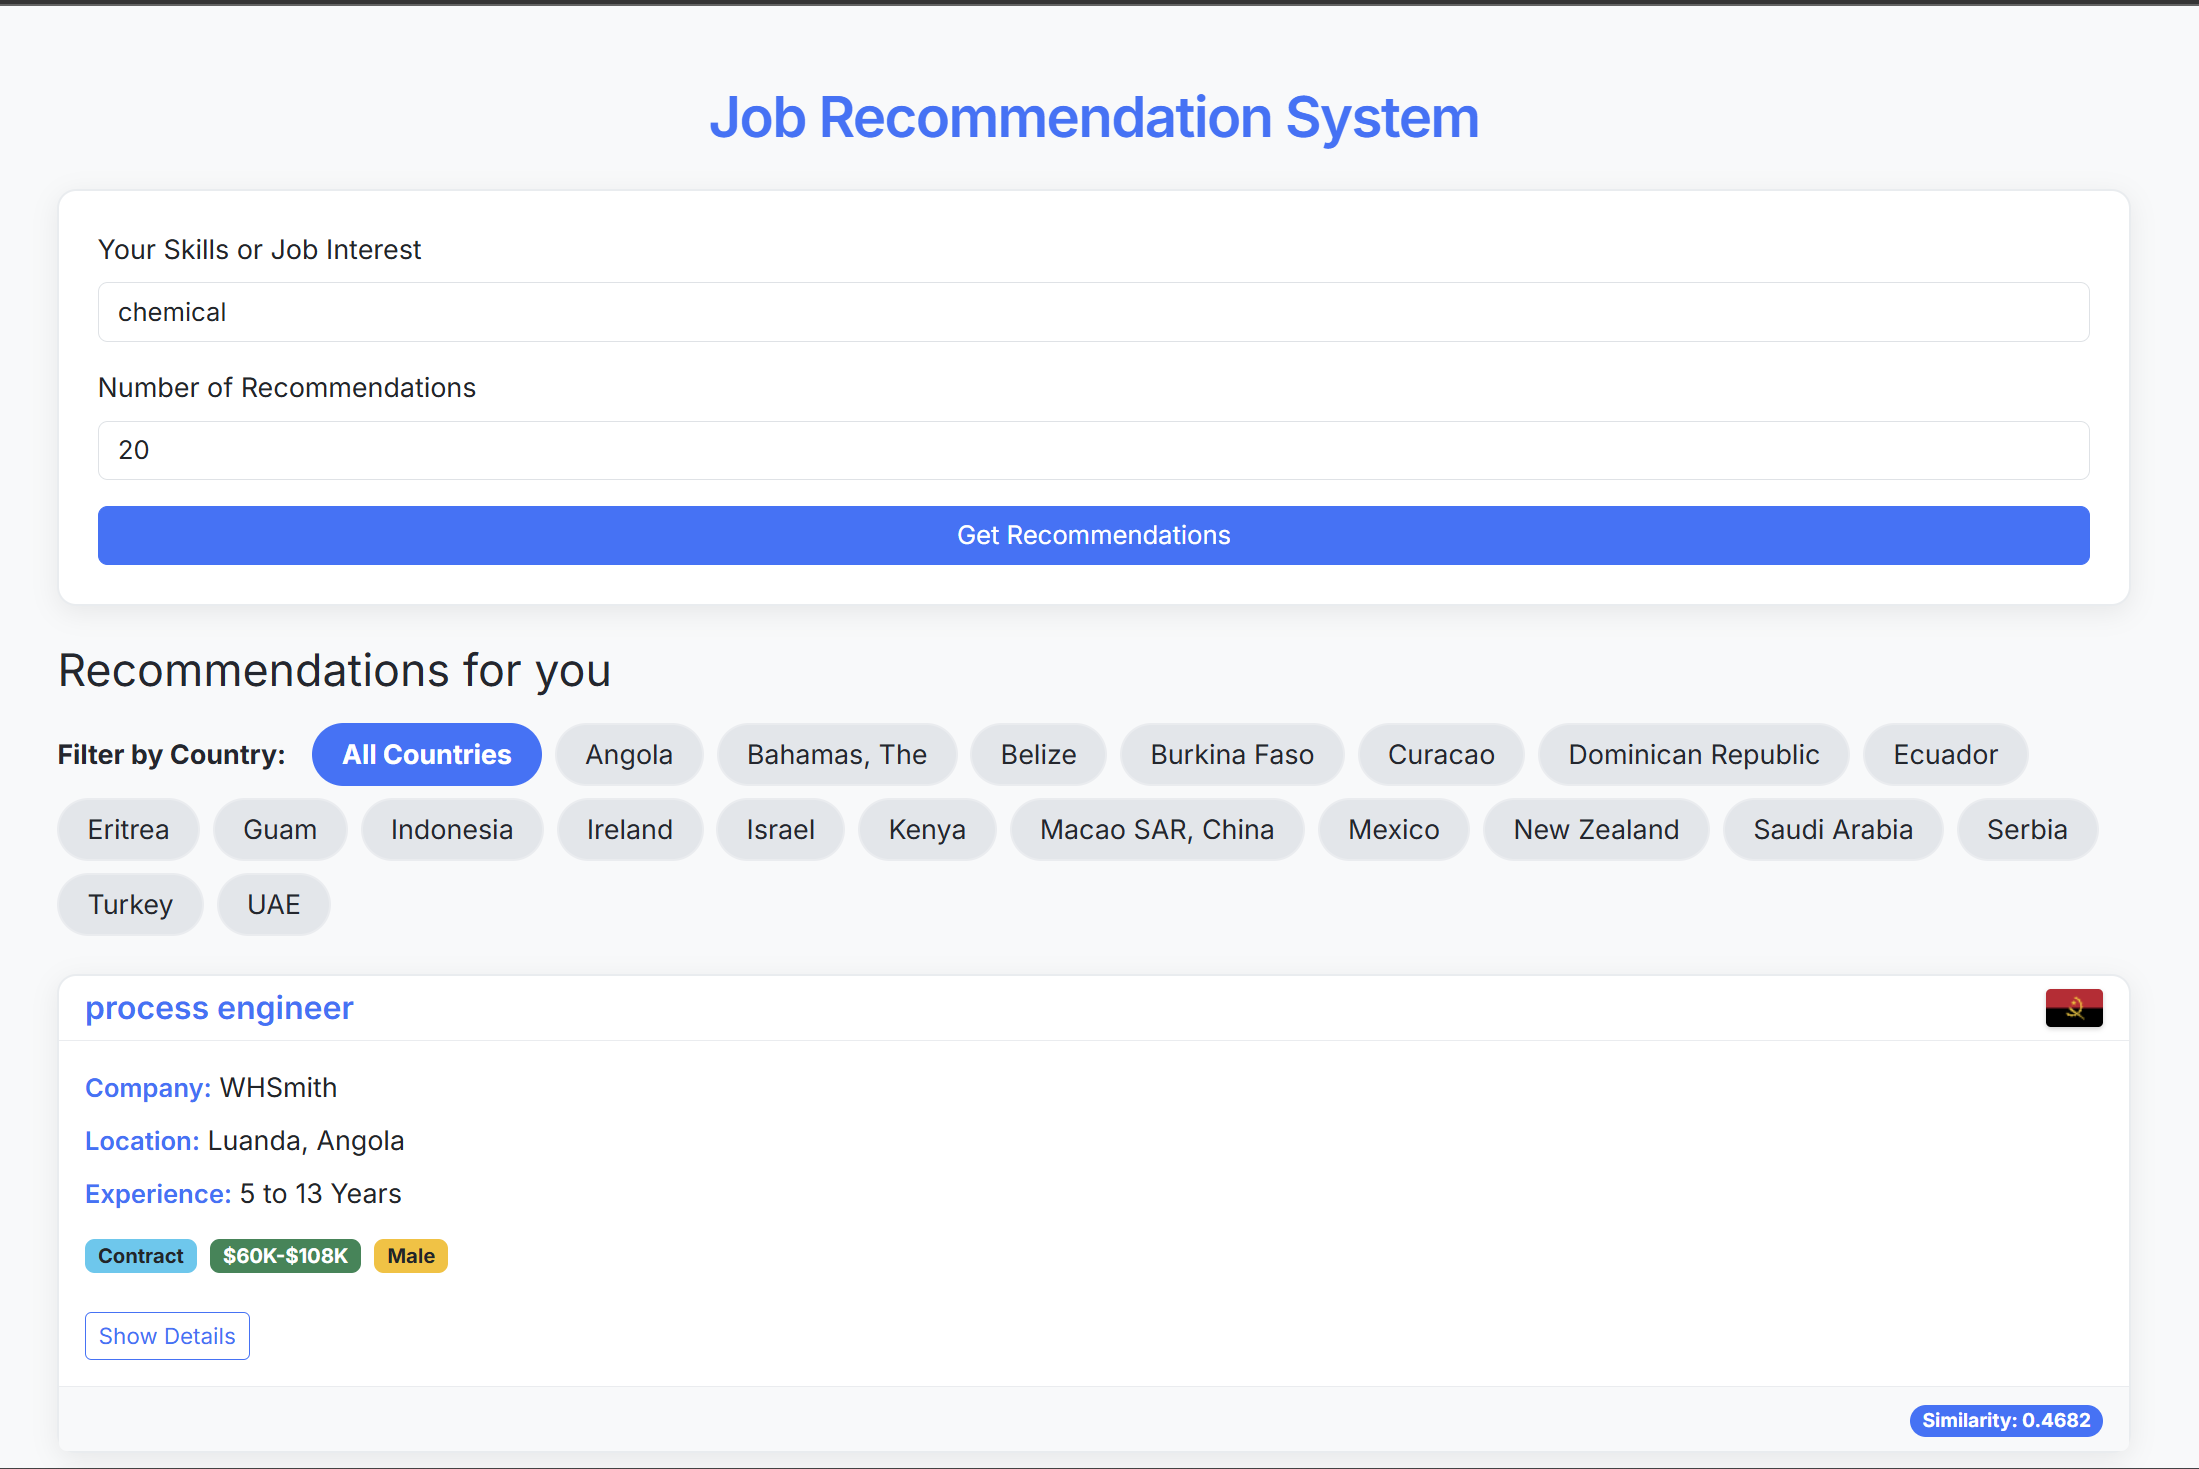 Job Recommendation System
Your Skills or Job Interest
chemical
Number of Recommendations
20
Get Recommendations
Recommendations for you
Filter by Country: All Countries Angola Bahamas, The Belize Burkina Faso Curacao Dominican Republic Ecuador
Eritrea Guam Indonesia Ireland Israel Kenya Macao SAR, China Mexico New Zealand Saudi Arabia Serbia
Turkey UAE
process engineer
Company: WHSmith
Location: Luanda, Angola
Experience: 5 to 13 Years
Contract $60K-$108K Male
Show Details
Similarity: 0.4682